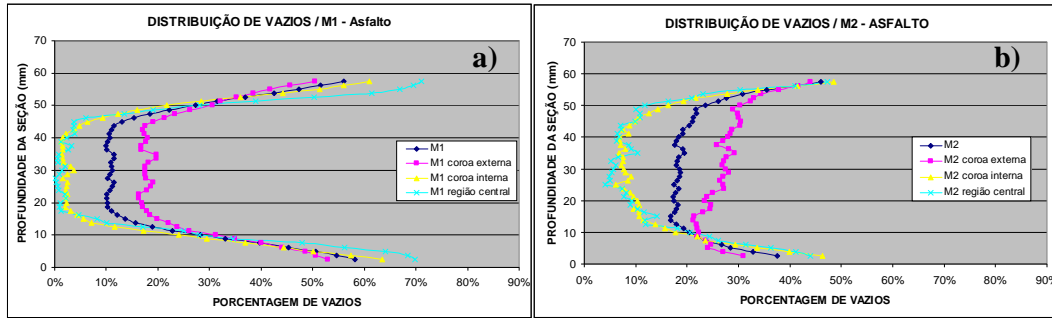 DISTRIBUIÇÃO DE VAZIOS / M1 - Asfalto
a)
PROFUNDIDADE DA SEÇÃO (mm)
70
60
50
40
30
20
10
0
M1
M1 coroa externa
M1 coroa interna
M1 região central
0% 10% 20% 30% 40% 50% 60% 70% 80% 90%
PORCENTAGEM DE VAZIOS
DISTRIBUIÇÃO DE VAZIOS / M2 - ASFALTO
b)
PROFUNDIDADE DA SEÇÃO (mm)
70
60
50
40
30
20
10
0
M2
M2 coroa externa
M2 coroa interna
M2 região central
0% 10% 20% 30% 40% 50% 60% 70% 80% 90%
PORCENTAGEM DE VAZIOS